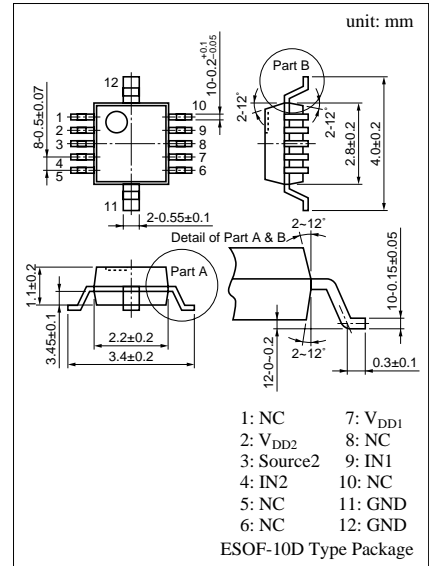 unit: mm
10-0.2+0.1-0.05
Part B
12
1
2
3
4
5
10
9
8
7
6
11
8-0.5±0.07
2-0.55±0.1
2-12°
2-12°
2.8±0.2
4.0±0.2
Detail of Part A & B
2~12°
Part A
1.1±0.2
3.45±0.1
2.2±0.2
3.4±0.2
12-0~0.2
2~12°
10-0.15±0.05
0.3±0.1
1: NC 7: VDD1
2: VDD2 8: NC
3: Source2 9: IN1
4: IN2 10: NC
5: NC 11: GND
6: NC 12: GND
ESOF-10D Type Package